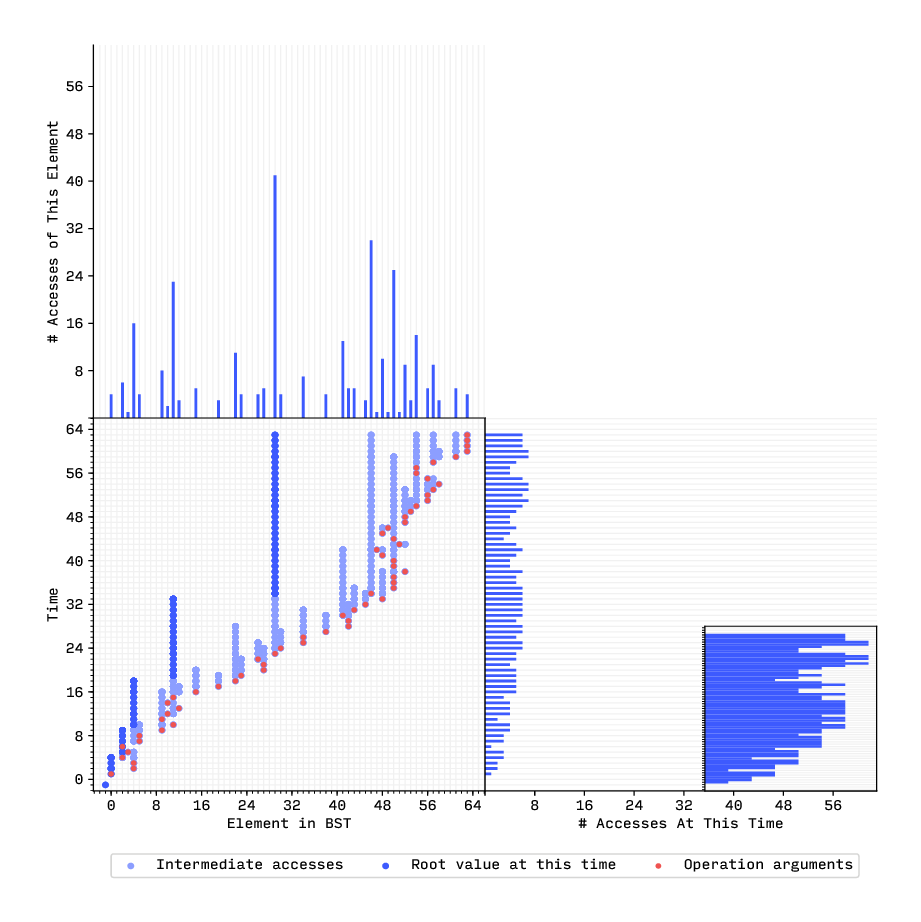 56
48
40
32
24
16
8
# Accesses of This Element
64
56
48
40
32
24
16
8
0
Time
0 8 16 24 32 40 48 56 64
8 16 24 32 40 48 56
Element in BST
# Accesses At This Time
Intermediate accesses Root value at this time Operation arguments